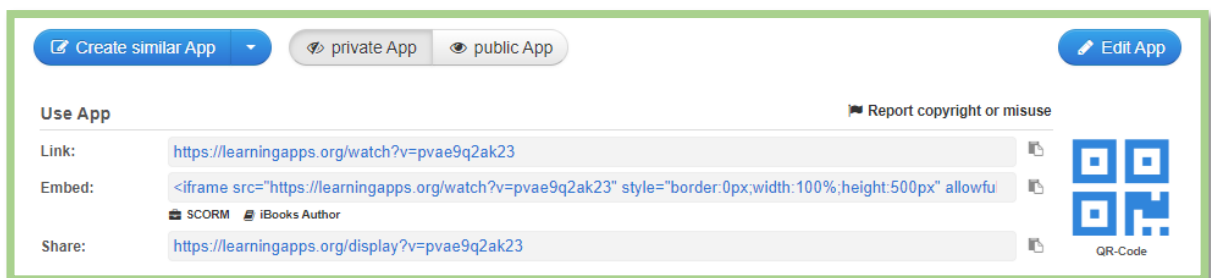 Create similar App private App public App Edit App
Use App Report copyright or misuse
Link: https://learningapps.org/watch?v=pvae9q2ak23
Embed: <iframe src="https://learningapps.org/watch?v=pvae9q2ak23" style="border:0px;width:100%;height:500px" allowful
SCORM iBooks Author
Share: https://learningapps.org/display?v=pvae9q2ak23
QR-Code